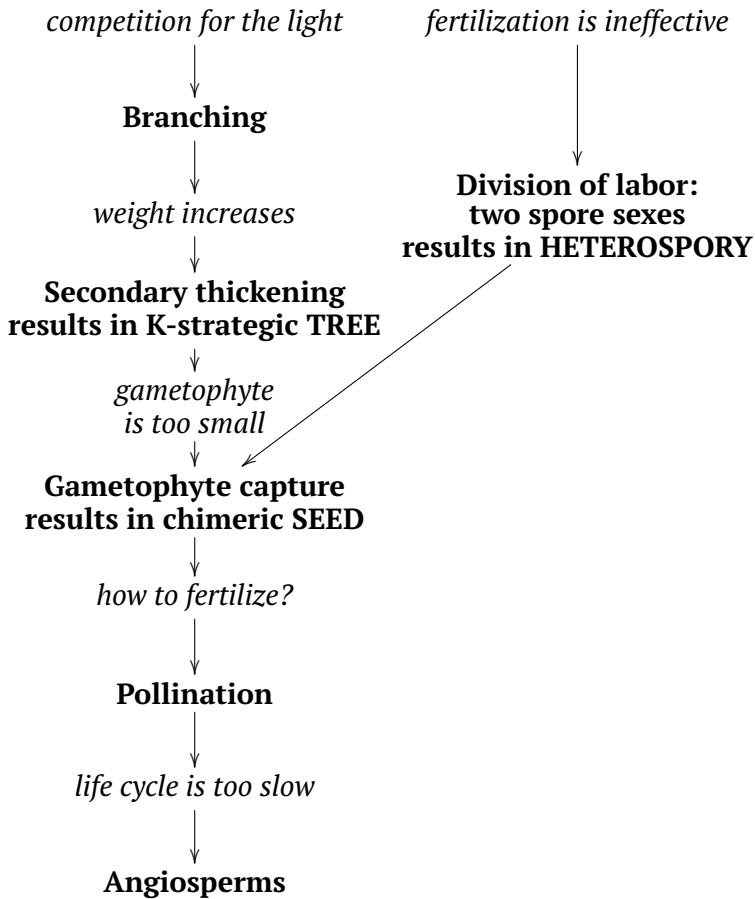 competition for the light
fertilization is ineffective
Branching
Division of labor:
two spore sexes
results in HETEROSPORY
weight increases
Secondary thickening
results in K-strategic TREE
gametophyte
is too small
Gametophyte capture
results in chimeric SEED
how to fertilize?
Pollination
life cycle is too slow
Angiosperms